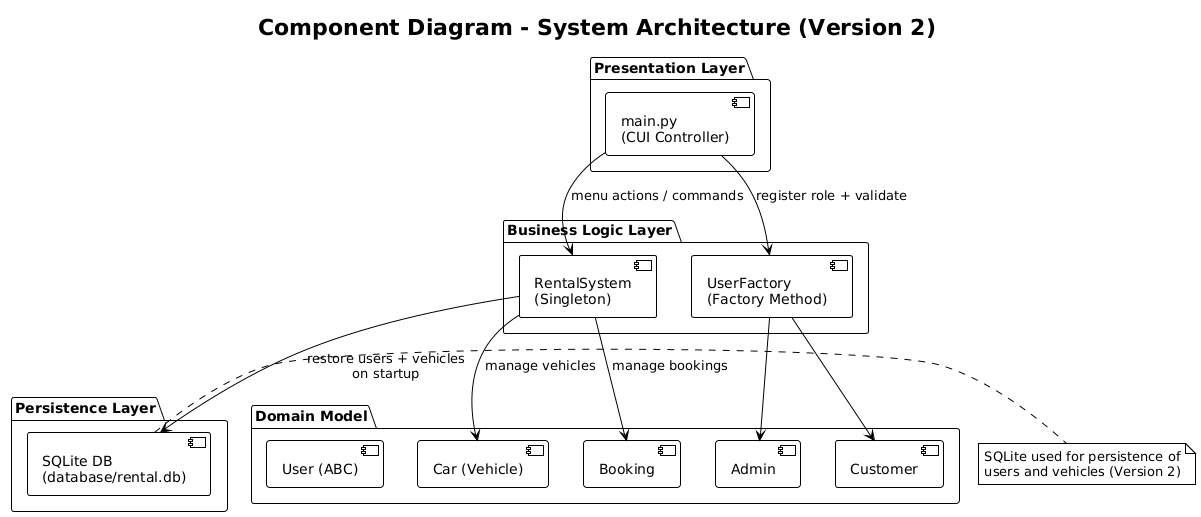 Component Diagram - System Architecture (Version 2)
Presentation Layer
main.py
(CUI Controller)
menu actions / commands
register role + validate
Business Logic Layer
RentalSystem
(Singleton)
UserFactory
(Factory Method)
restore users + vehicles
on startup
manage vehicles
manage bookings
Persistence Layer
SQLite DB
(database/rental.db)
Domain Model
User (ABC)
Car (Vehicle)
Booking
Admin
Customer
SQLite used for persistence of
users and vehicles (Version 2)